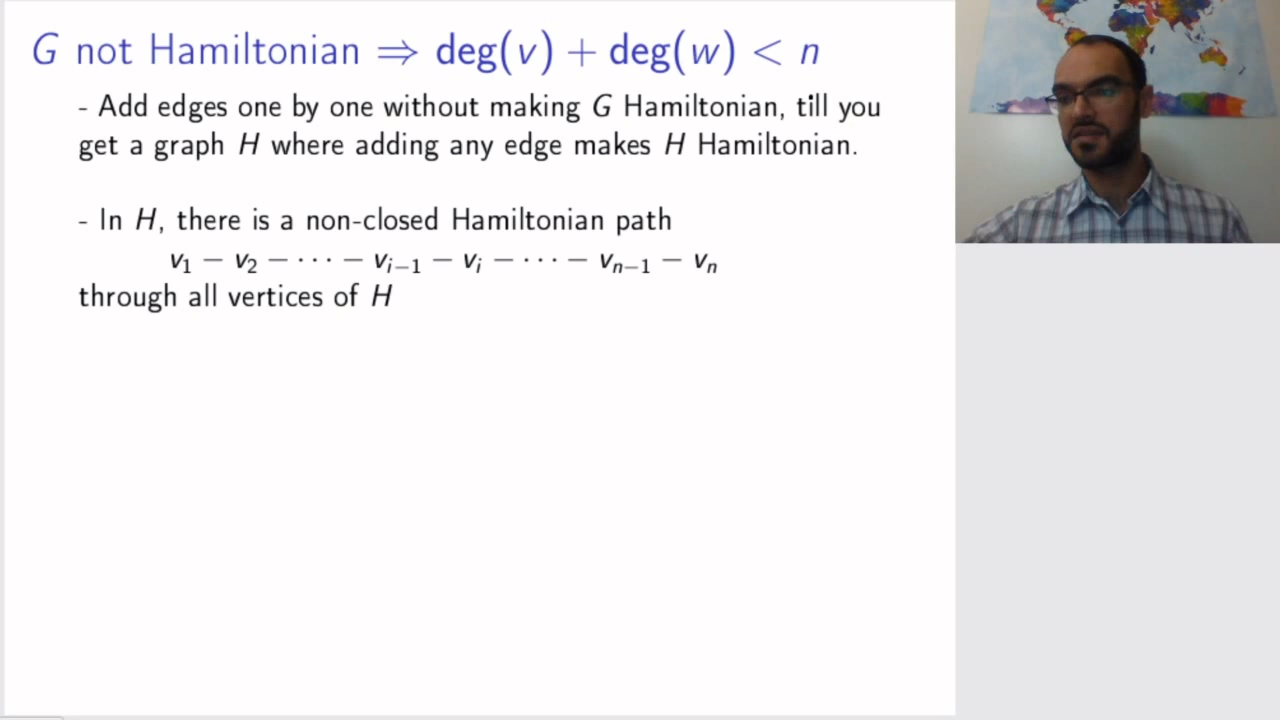 G not Hamiltonian ⇒ deg(v) + deg(w) < n
- Add edges one by one without making G Hamiltonian, till you
get a graph H where adding any edge makes H Hamiltonian.
- In H, there is a non-closed Hamiltonian path
v₁ − v₂ − ⋯ − vᵢ₋₁ − vᵢ − ⋯ − vₙ₋₁ − vₙ
through all vertices of H